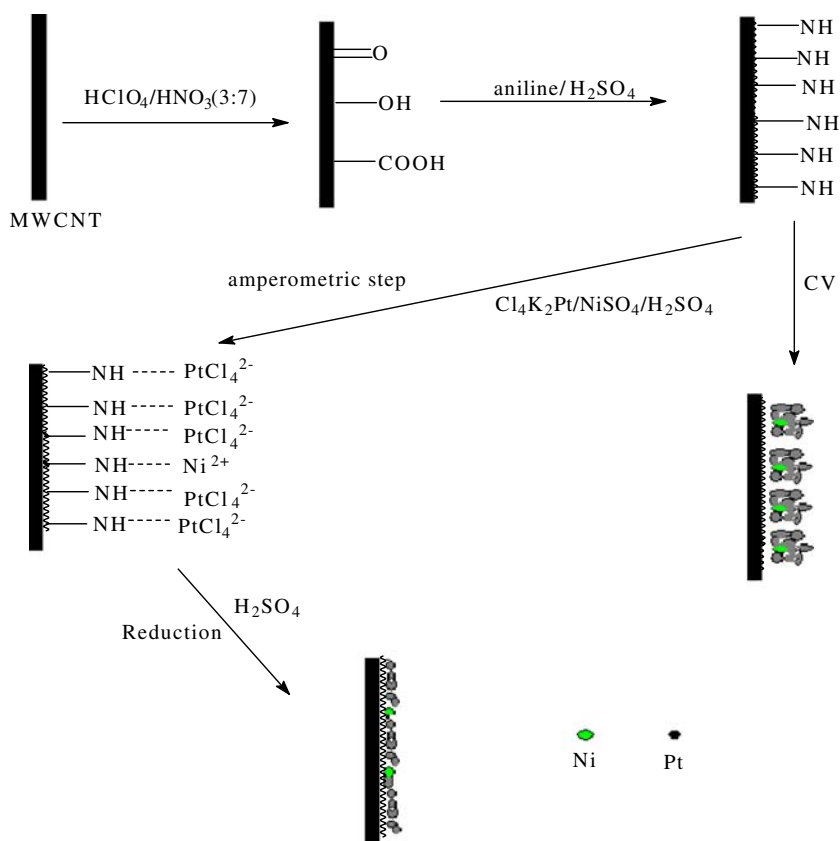 NH
O
NH
HClO4/HNO3(3:7)
aniline/H2SO4
NH
OH
NH
COOH
NH
NH
MWCNT
amperometric step
Cl4K2Pt/NiSO4/H2SO4
CV
NH ----- PtCl4^2-
NH ----- PtCl4^2-
NH ----- PtCl4^2-
NH ----- Ni^2+
NH ----- PtCl4^2-
NH ----- PtCl4^2-
H2SO4
Reduction
Ni
Pt